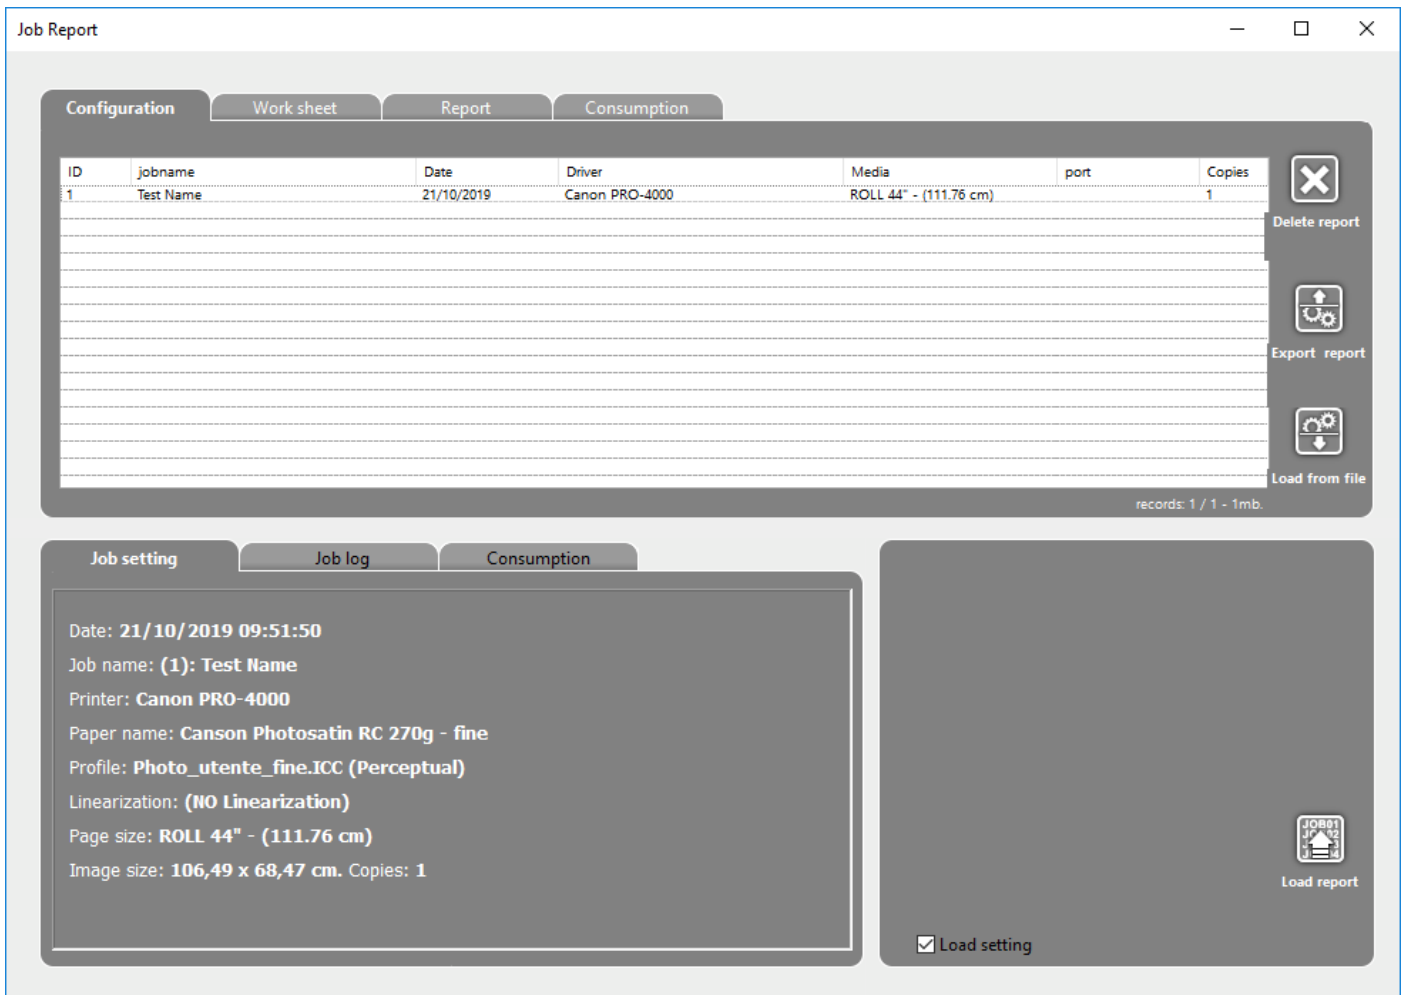 Job Report
Configuration Work sheet Report Consumption
ID jobname Date Driver Media port Copies
1 Test Name 21/10/2019 Canon PRO-4000 ROLL 44" - (111.76 cm) 1
Delete report
Export report
Load from file
records: 1 / 1 - 1mb.
Job setting Job log Consumption
Date: 21/10/2019 09:51:50
Job name: (1): Test Name
Printer: Canon PRO-4000
Paper name: Canson Photosatin RC 270g - fine
Profile: Photo_utente_fine.ICC (Perceptual)
Linearization: (NO Linearization)
Page size: ROLL 44" - (111.76 cm)
Image size: 106,49 x 68,47 cm. Copies: 1
JOB01
Load report
Load setting